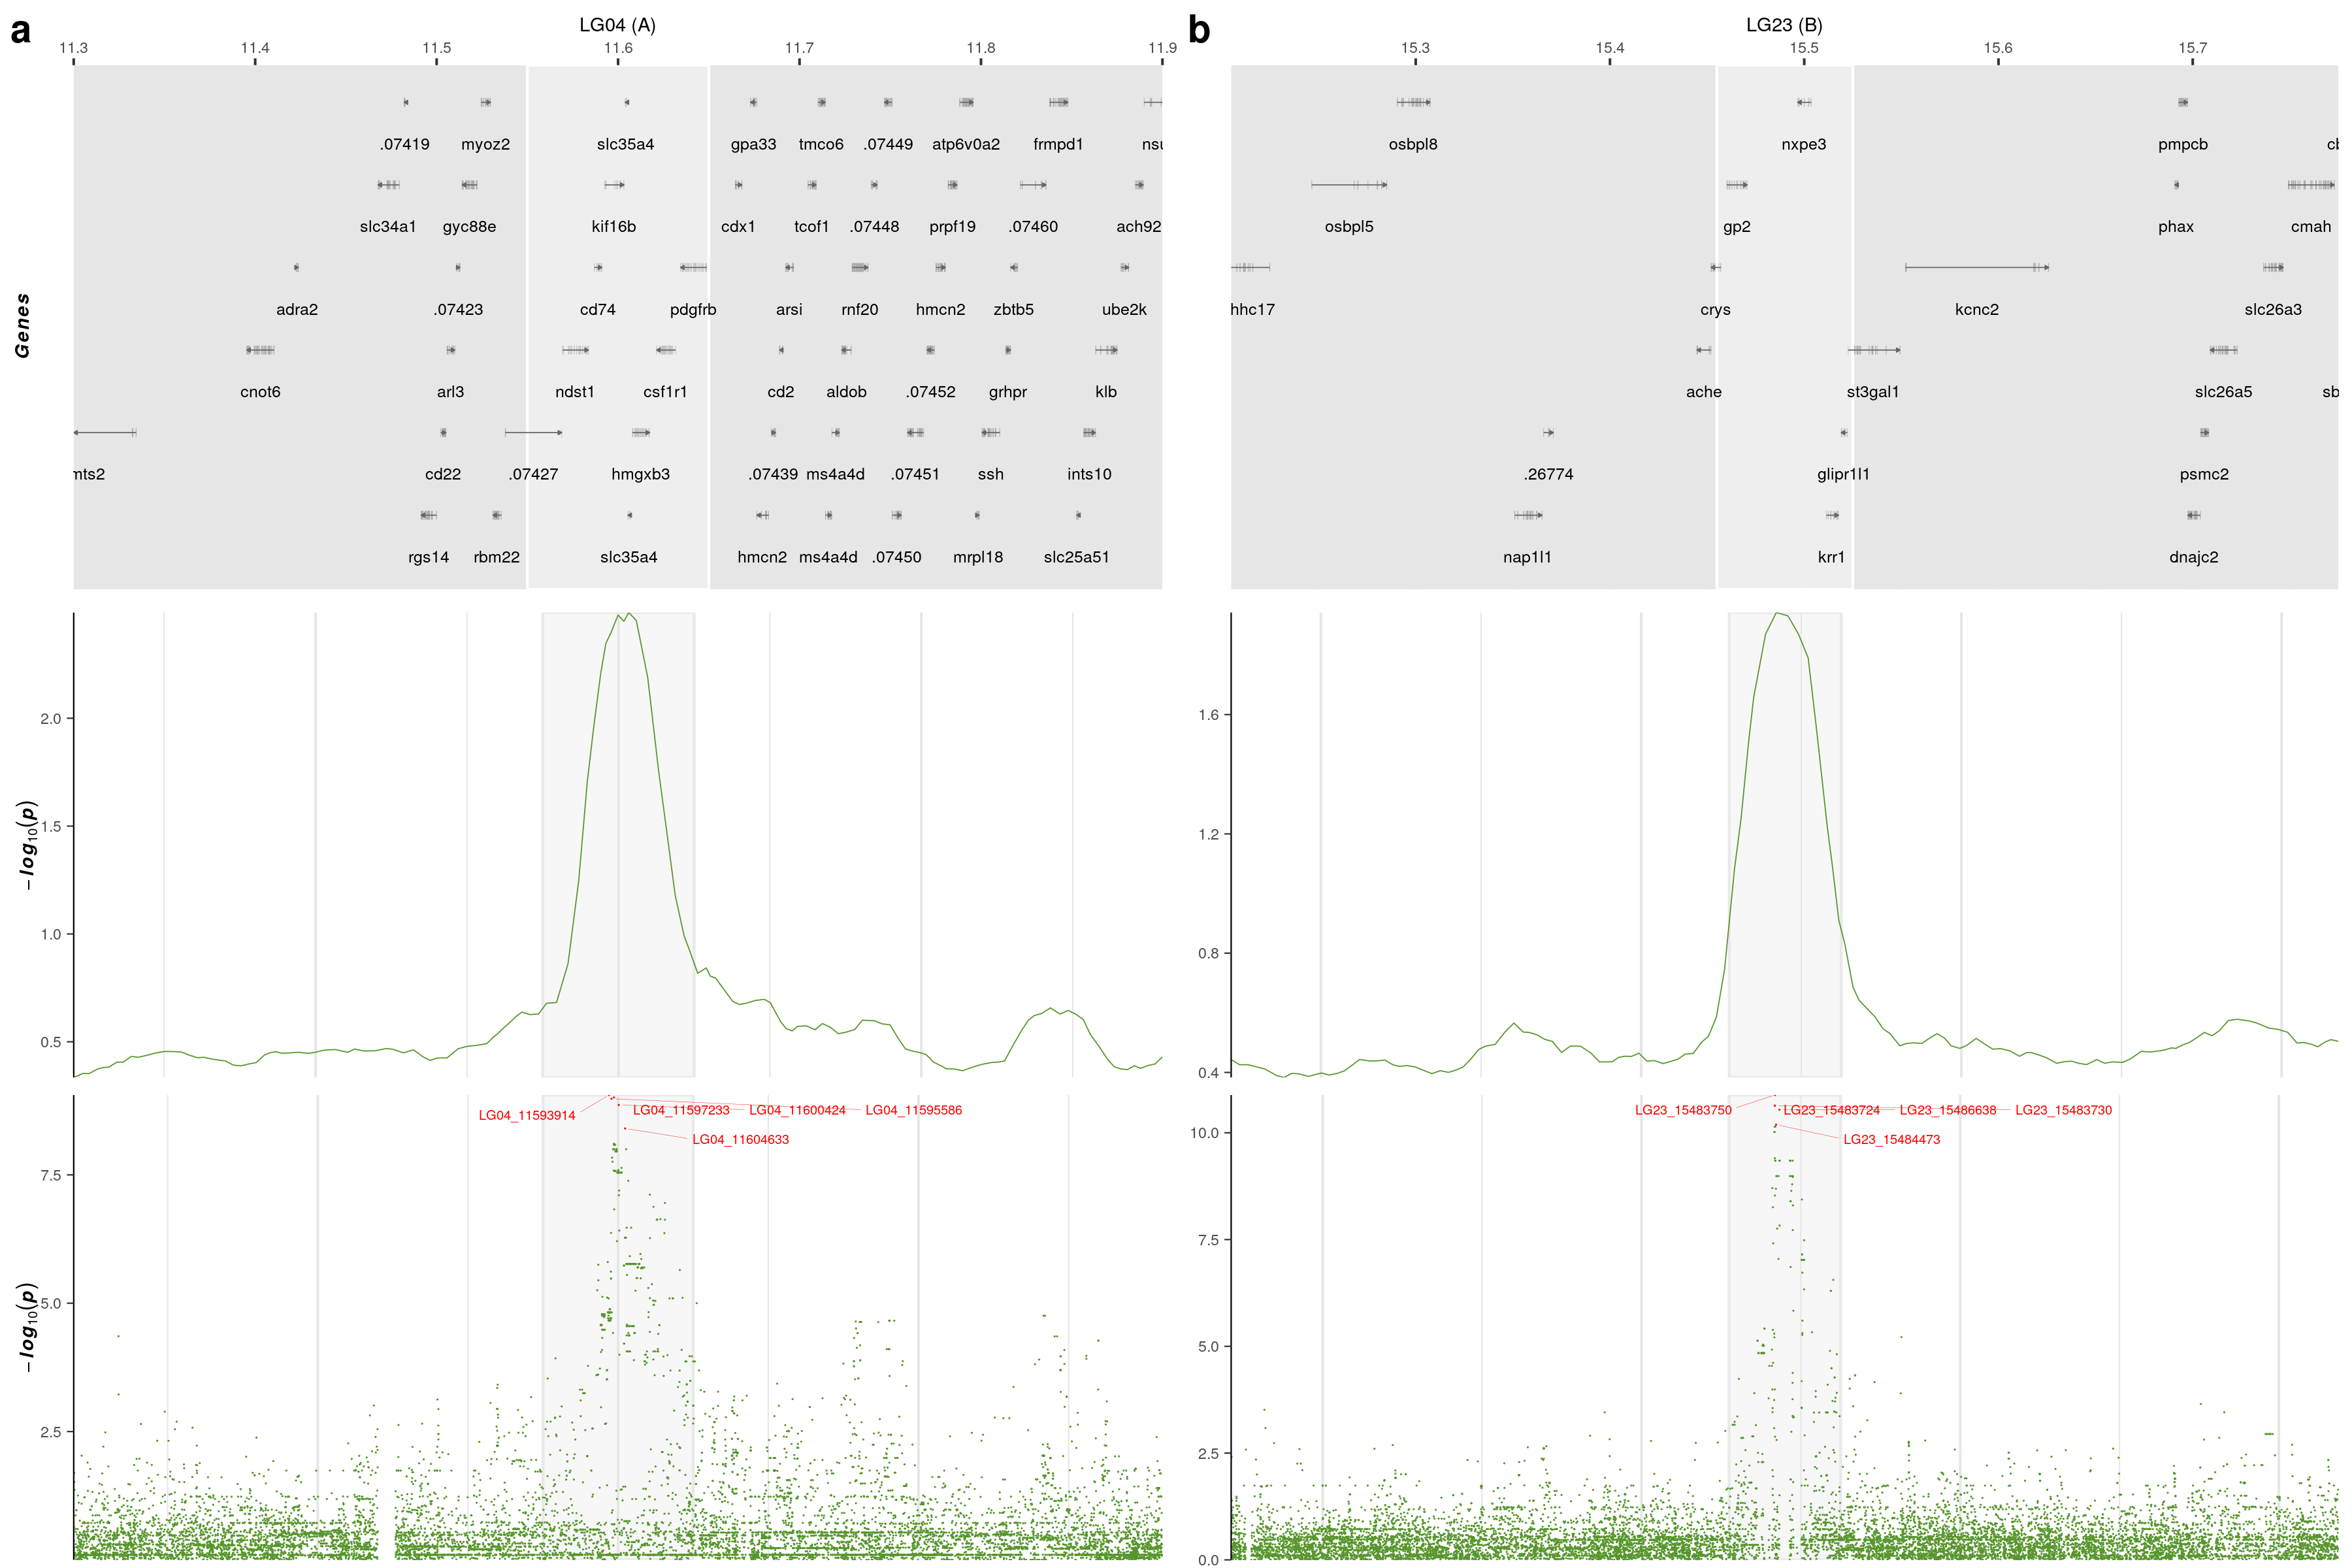 a
LG04 (A)
11.3 11.4 11.5 11.6 11.7 11.8 11.9
Genes
.07419 myoz2 slc35a4 gpa33 tmco6 .07449 atp6v0a2 frmpd1 nsu
slc34a1 gyc88e kif16b cdx1 tcof1 .07448 prpf19 .07460 ach92
adra2 .07423 cd74 pdgfrb arsi rnf20 hmcn2 zbtb5 ube2k
cnot6 arl3 ndst1 csf1r1 cd2 aldob .07452 grhpr klb
mts2 cd22 .07427 hmgxb3 .07439 ms4a4d .07451 ssh ints10
rgs14 rbm22 slc35a4 hmcn2 ms4a4d .07450 mrpl18 slc25a51
−log10(p)
2.0
1.5
1.0
0.5
−log10(p)
LG04_11593914 LG04_11597233 LG04_11600424 LG04_11595586
LG04_11604633
7.5
5.0
2.5
b
LG23 (B)
15.3 15.4 15.5 15.6 15.7
osbpl8 nxpe3 pmpcb cb
osbpl5 gp2 phax cmah
hhc17 crys kcnc2 slc26a3
ache st3gal1 slc26a5 sb
.26774 glipr1l1 psmc2
nap1l1 krr1 dnajc2
1.6
1.2
0.8
0.4
LG23_15483750 LG23_15483724 LG23_15486638 LG23_15483730
LG23_15484473
10.0
7.5
5.0
2.5
0.0